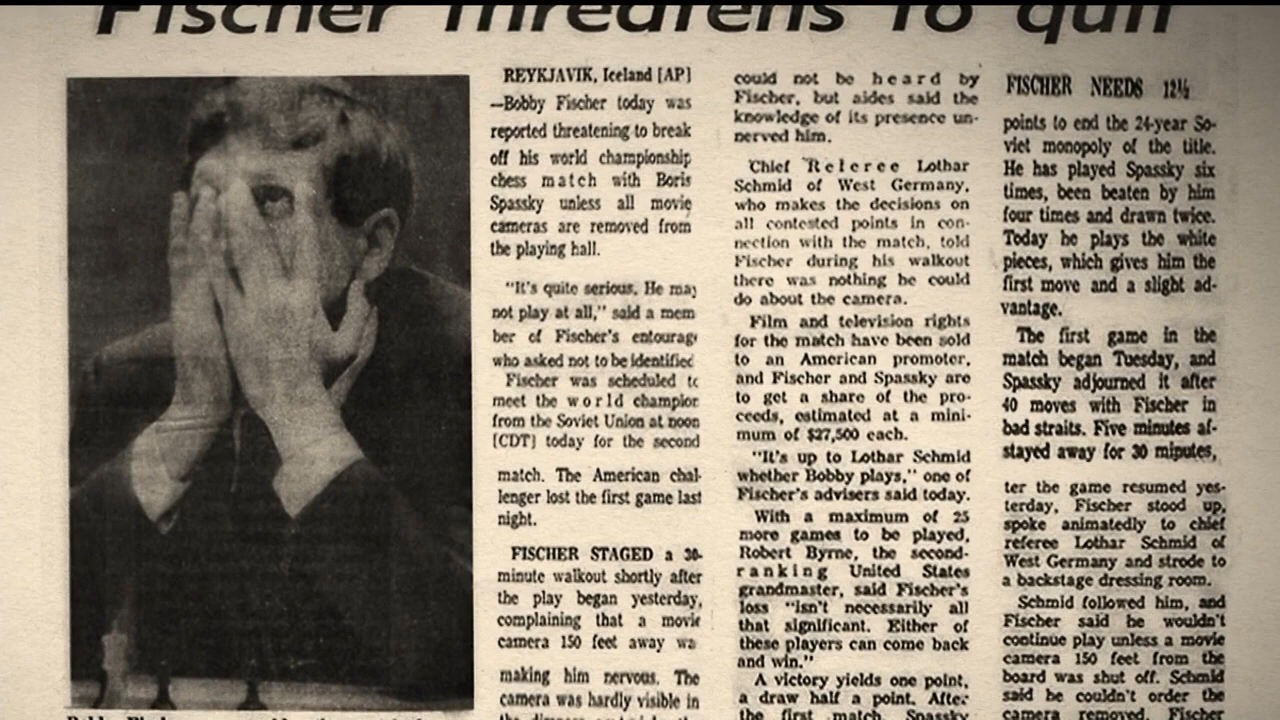 Fischer threatens to quit
REYKJAVIK, Iceland [AP]
—Bobby Fischer today was
reported threatening to break
off his world championship
chess match with Boris
Spassky unless all movie
cameras are removed from
the playing hall.
"It's quite serious. He may
not play at all," said a mem
ber of Fischer's entourage
who asked not to be identified
Fischer was scheduled to
meet the world champion
from the Soviet Union at noon
[CDT] today for the second
match. The American chal-
lenger lost the first game last
night.
FISCHER STAGED a 30-
minute walkout shortly after
the play began yesterday,
complaining that a movie
camera 150 feet away wa
making him nervous. The
camera was hardly visible in
could not be heard by
Fischer, but aides said the
knowledge of its presence un-
nerved him.
Chief Referee Lothar
Schmid of West Germany,
who makes the decisions on
all contested points in con-
nection with the match, told
Fischer during his walkout
there was nothing he could
do about the camera.
Film and television rights
for the match have been sold
to an American promoter,
and Fischer and Spassky are
to get a share of the pro-
ceeds, estimated at a mini-
mum of $27,500 each.
"It's up to Lothar Schmid
whether Bobby plays," one of
Fischer's advisers said today.
With a maximum of 25
more games to be played,
Robert Byrne, the second-
ranking United States
grandmaster, said Fischer's
loss "isn't necessarily all
that significant. Either of
these players can come back
and win."
A victory yields one point,
a draw half a point. After
the first match, Spassky
FISCHER NEEDS 12½
points to end the 24-year So-
viet monopoly of the title.
He has played Spassky six
times, been beaten by him
four times and drawn twice.
Today he plays the white
pieces, which gives him the
first move and a slight ad-
vantage.
The first game in the
match began Tuesday, and
Spassky adjourned it after
40 moves with Fischer in
bad straits. Five minutes af-
stayed away for 30 minutes,
ter the game resumed yes-
terday, Fischer stood up,
spoke animatedly to chief
referee Lothar Schmid of
West Germany and strode to
a backstage dressing room.
Schmid followed him, and
Fischer said he wouldn't
continue play unless a movie
camera 150 feet from the
board was shut off. Schmid
said he couldn't order the
camera removed. Fischer